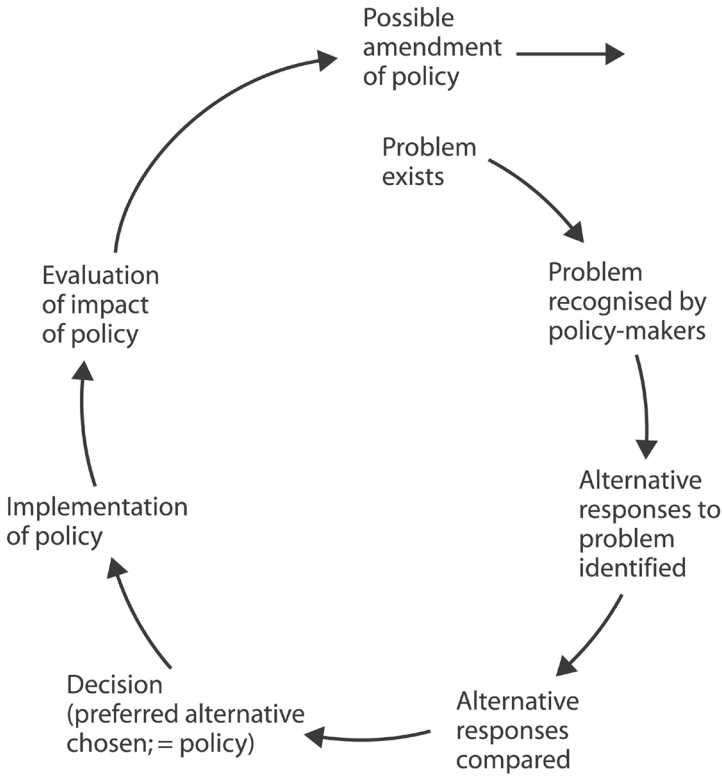 Possible
amendment
of policy
Problem
exists
Problem
recognised by
policy-makers
Alternative
responses to
problem
identified
Alternative
responses
compared
Decision
(preferred alternative
chosen; = policy)
Implementation
of policy
Evaluation
of impact
of policy